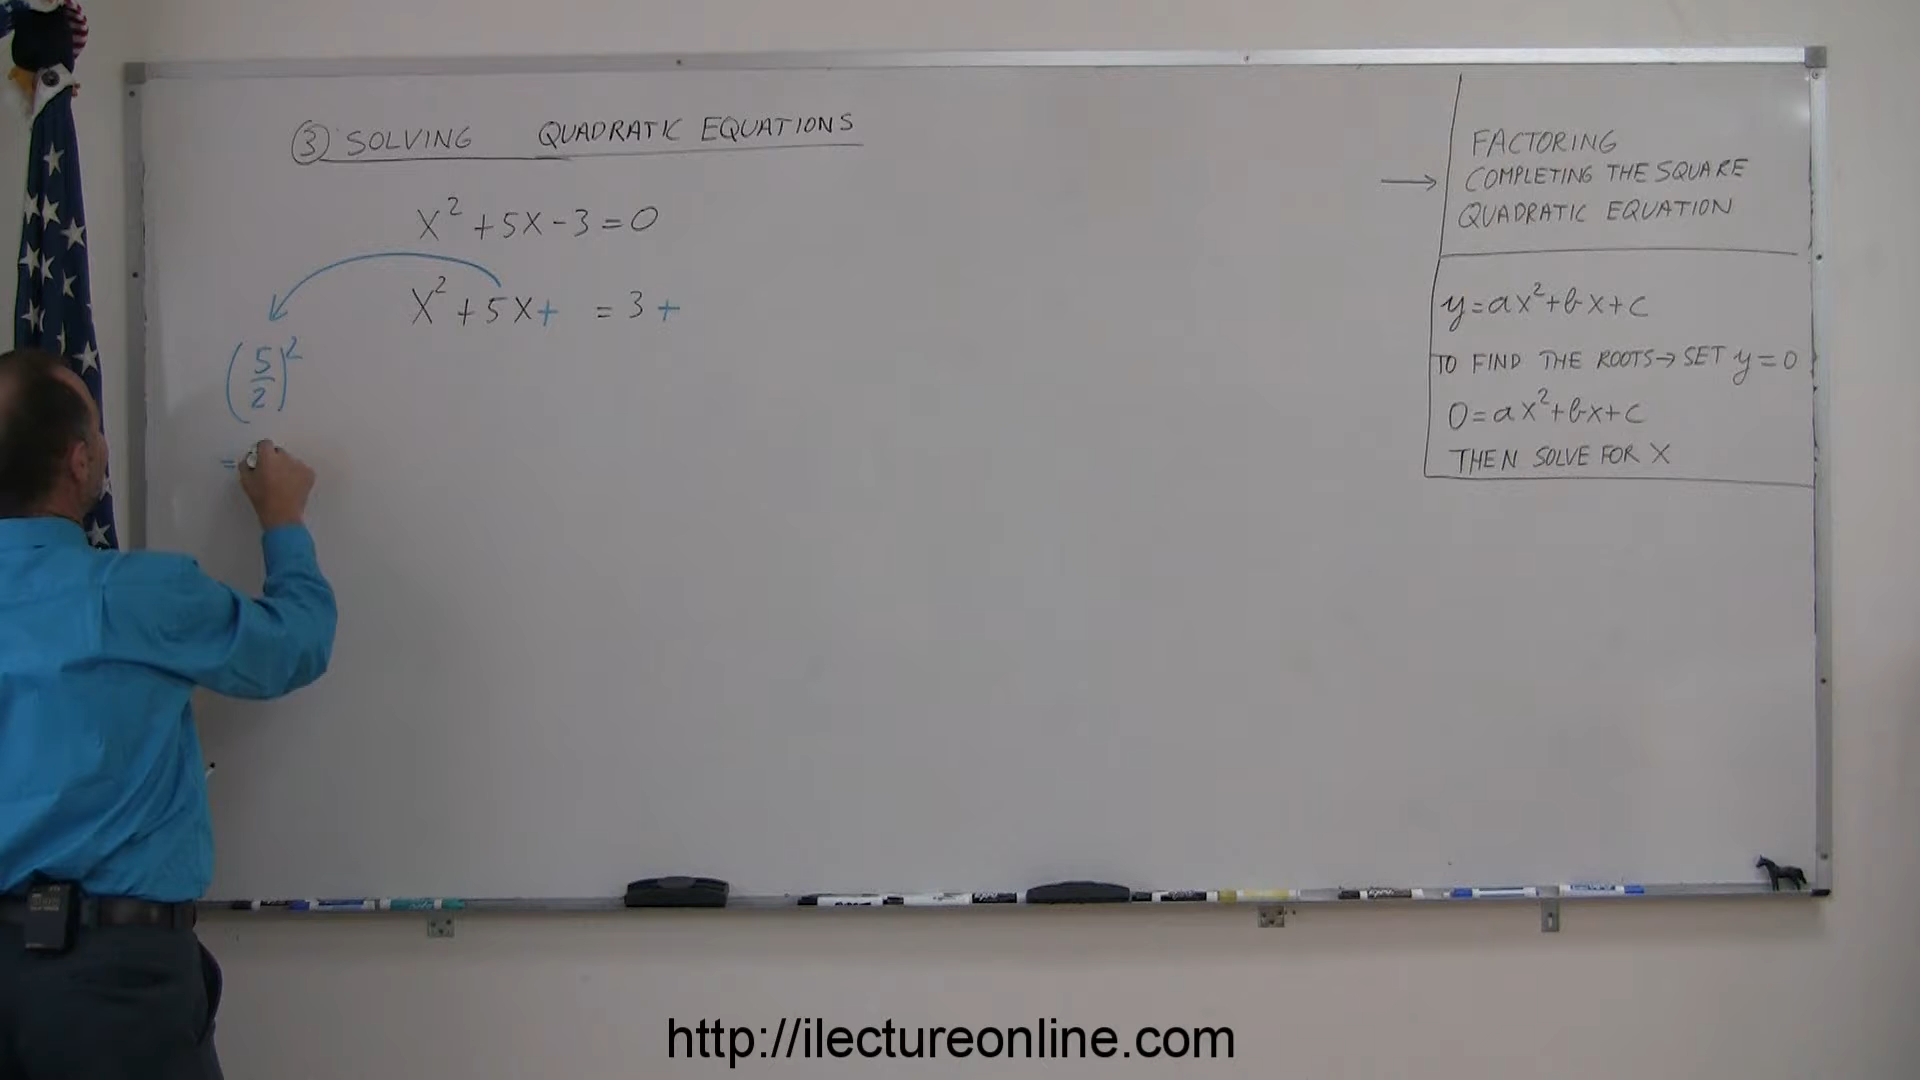 ③ SOLVING QUADRATIC EQUATIONS
x² + 5x - 3 = 0
x² + 5x + = 3 +
(5/2)²
=
FACTORING
→ COMPLETING THE SQUARE
QUADRATIC EQUATION
y = ax² + bx + c
TO FIND THE ROOTS → SET y = 0
0 = ax² + bx + c
THEN SOLVE FOR X
http://ilectureonline.com